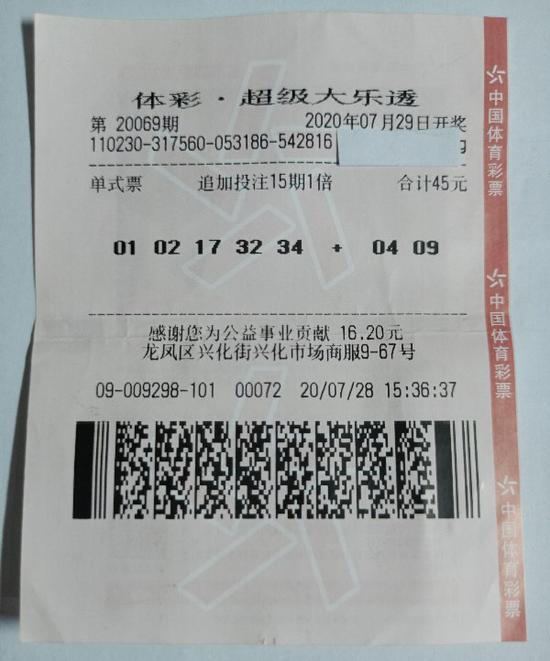 体彩·超级大乐透
第 20069期 2020年07月29日开奖
110230-317560-053186-542816
单式票 追加投注15期1倍 合计45元
01 02 17 32 34 + 04 09
感谢您为公益事业贡献 16.20元
龙凤区兴化街兴化市场商服9-67号
09-009298-101 00072 20/07/28 15:36:37
中国体育彩票
中国体育彩票
中国体育彩票